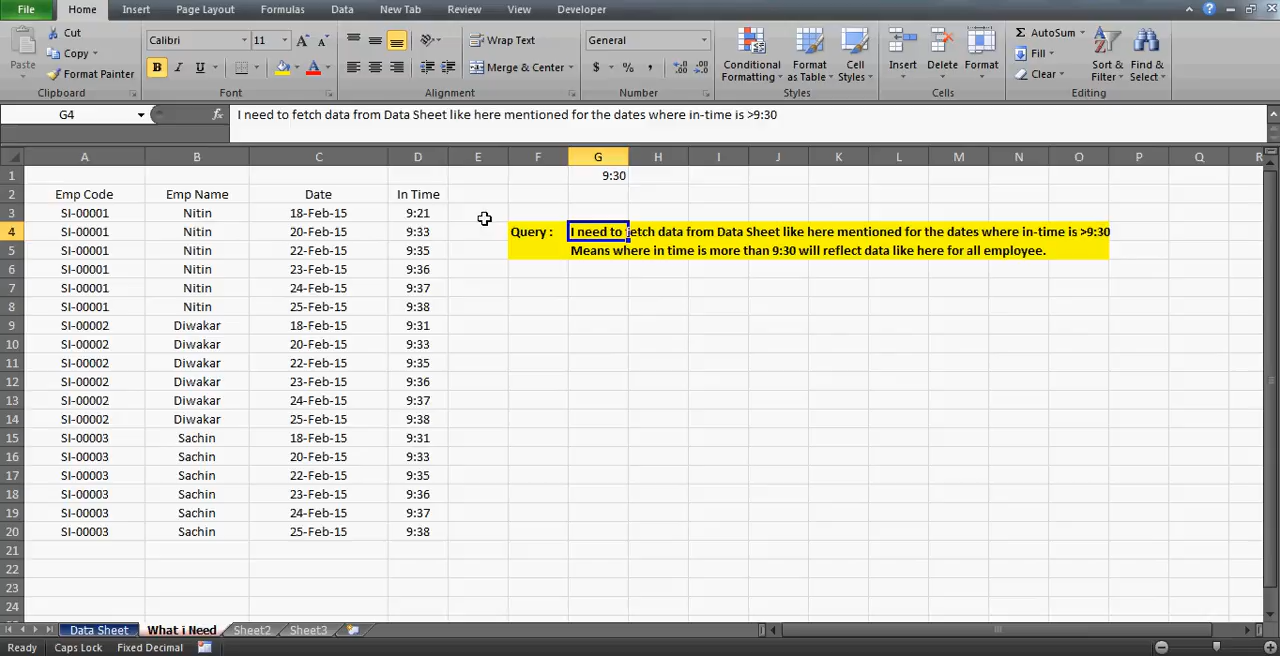 File Home Insert Page Layout Formulas Data New Tab Review View Developer
Cut Calibri 11 A A Wrap Text General AutoSum
Paste Copy Conditional Format Cell Insert Delete Format Fill Sort & Find &
Format Painter B I U A Merge & Center $ % , .0 .00 .00 .0 Formatting as Table Styles Clear Filter Select
Clipboard Font Alignment Number Styles Cells Editing
G4 fx I need to fetch data from Data Sheet like here mentioned for the dates where in-time is >9:30
A B C D E F G H I J K L M N O P Q R
1 9:30
2 Emp Code Emp Name Date In Time
3 SI-00001 Nitin 18-Feb-15 9:21
4 SI-00001 Nitin 20-Feb-15 9:33 Query : I need to fetch data from Data Sheet like here mentioned for the dates where in-time is >9:30
5 SI-00001 Nitin 22-Feb-15 9:35 Means where in time is more than 9:30 will reflect data like here for all employee.
6 SI-00001 Nitin 23-Feb-15 9:36
7 SI-00001 Nitin 24-Feb-15 9:37
8 SI-00001 Nitin 25-Feb-15 9:38
9 SI-00002 Diwakar 18-Feb-15 9:31
10 SI-00002 Diwakar 20-Feb-15 9:33
11 SI-00002 Diwakar 22-Feb-15 9:35
12 SI-00002 Diwakar 23-Feb-15 9:36
13 SI-00002 Diwakar 24-Feb-15 9:37
14 SI-00002 Diwakar 25-Feb-15 9:38
15 SI-00003 Sachin 18-Feb-15 9:31
16 SI-00003 Sachin 20-Feb-15 9:33
17 SI-00003 Sachin 22-Feb-15 9:35
18 SI-00003 Sachin 23-Feb-15 9:36
19 SI-00003 Sachin 24-Feb-15 9:37
20 SI-00003 Sachin 25-Feb-15 9:38
21
22
23
24
Data Sheet What i Need Sheet2 Sheet3
Ready Caps Lock Fixed Decimal